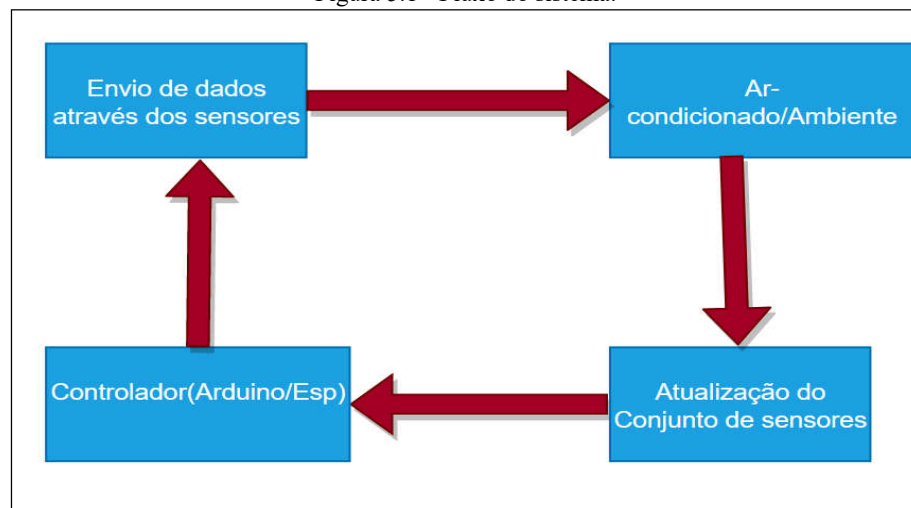 Envio de dados
através dos sensores
Ar-
condicionado/Ambiente
Controlador(Arduino/Esp)
Atualização do
Conjunto de sensores